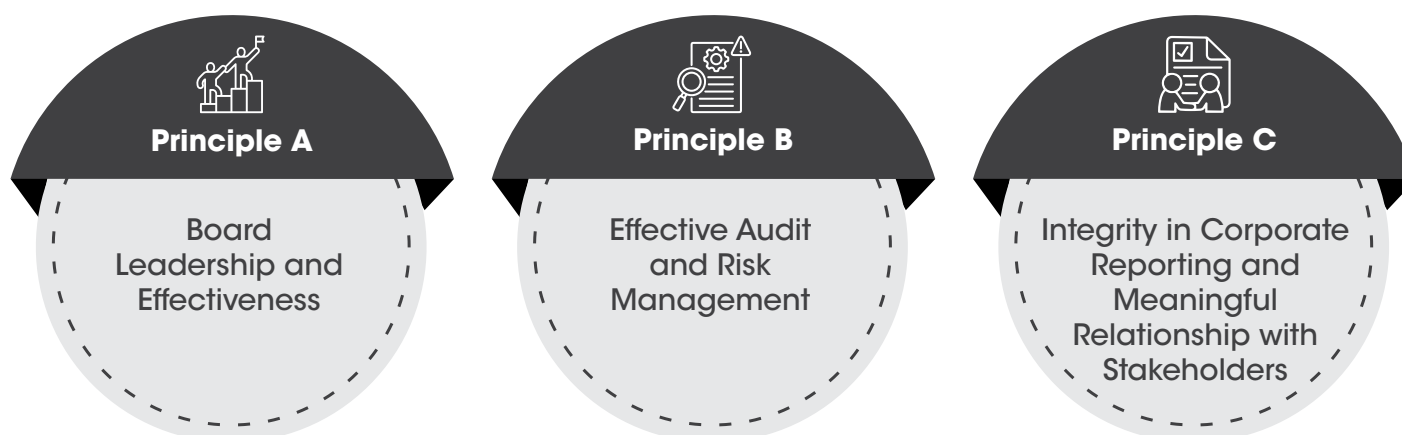 Principle A
Board
Leadership and
Effectiveness
Principle B
Effective Audit
and Risk
Management
Principle C
Integrity in Corporate
Reporting and
Meaningful
Relationship with
Stakeholders